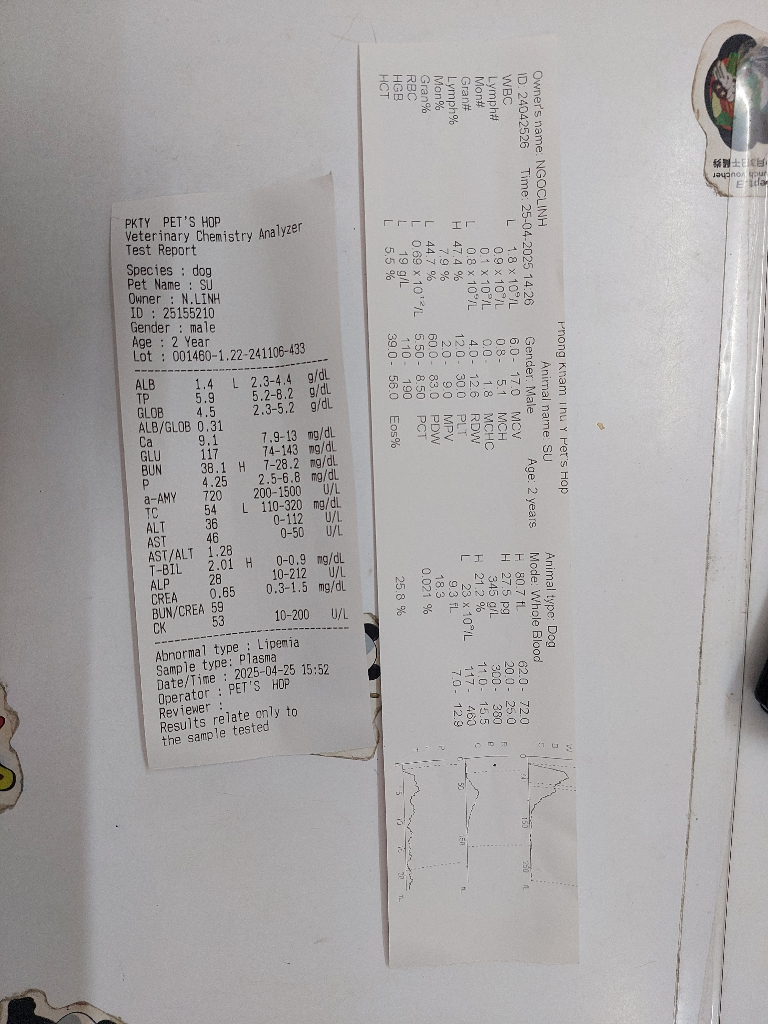 PKTY PET'S HOP
Veterinary Chemistry Analyzer
Test Report
Species : dog
Pet Name : SU
Owner : N.LINH
ID : 25155210
Gender : male
Age : 2 Year
Lot : 001460-1.22-241106-433
ALB 1.4 L 2.3-4.4 g/dL
TP 5.9 5.2-8.2 g/dL
GLOB 4.5 2.3-5.2 g/dL
ALB/GLOB 0.31
Ca 9.1 7.9-13 mg/dL
GLU 117 74-143 mg/dL
BUN 38.1 H 7-28.2 mg/dL
P 4.25 2.5-6.8 mg/dL
a-AMY 720 200-1500 U/L
TC 54 L 110-320 mg/dL
ALT 36 0-112 U/L
AST 46 0-50 U/L
AST/ALT 1.28
T-BIL 2.01 H 0-0.9 mg/dL
ALP 28 10-212 U/L
CREA 0.65 0.3-1.5 mg/dL
BUN/CREA 59
CK 53 10-200 U/L
Abnormal type : Lipemia
Sample type: Plasma
Date/Time : 2025-04-25 15:52
Operator : PET'S HOP
Reviewer :
Results relate only to
the sample tested
Phong Kham Thu Y Pet's Hop
Owner's name: NGOCLINH Animal name: SU Animal type: Dog
ID: 24042526 Time: 25-04-2025 14:26 Gender: Male Age: 2 years Mode: Whole Blood
WBC L 1.8 x 10⁹/L 6.0- 17.0 MCV H 80.7 fL 62.0- 72.0
Lymph# 0.9 x 10⁹/L 0.8- 5.1 MCH H 27.5 pg 20.0- 25.0
Mon# 0.1 x 10⁹/L 0.0- 1.8 MCHC 345 g/L 300- 380
Gran# L 0.8 x 10⁹/L 4.0- 12.6 RDW H 21.2 % 11.0- 15.5
Lymph% H 47.4 % 12.0- 30.0 PLT L 23 x 10⁹/L 117- 460
Mon% 7.9 % 2.0- 9.0 MPV 9.3 fL 7.0- 12.9
Gran% L 44.7 % 60.0- 83.0 PDW 18.3
RBC L 0.69 x 10¹²/L 5.50- 8.50 PCT 0.021 %
HGB L 19 g/L 110- 190
HCT L 5.5 % 39.0- 56.0 Eos% 25.8 %